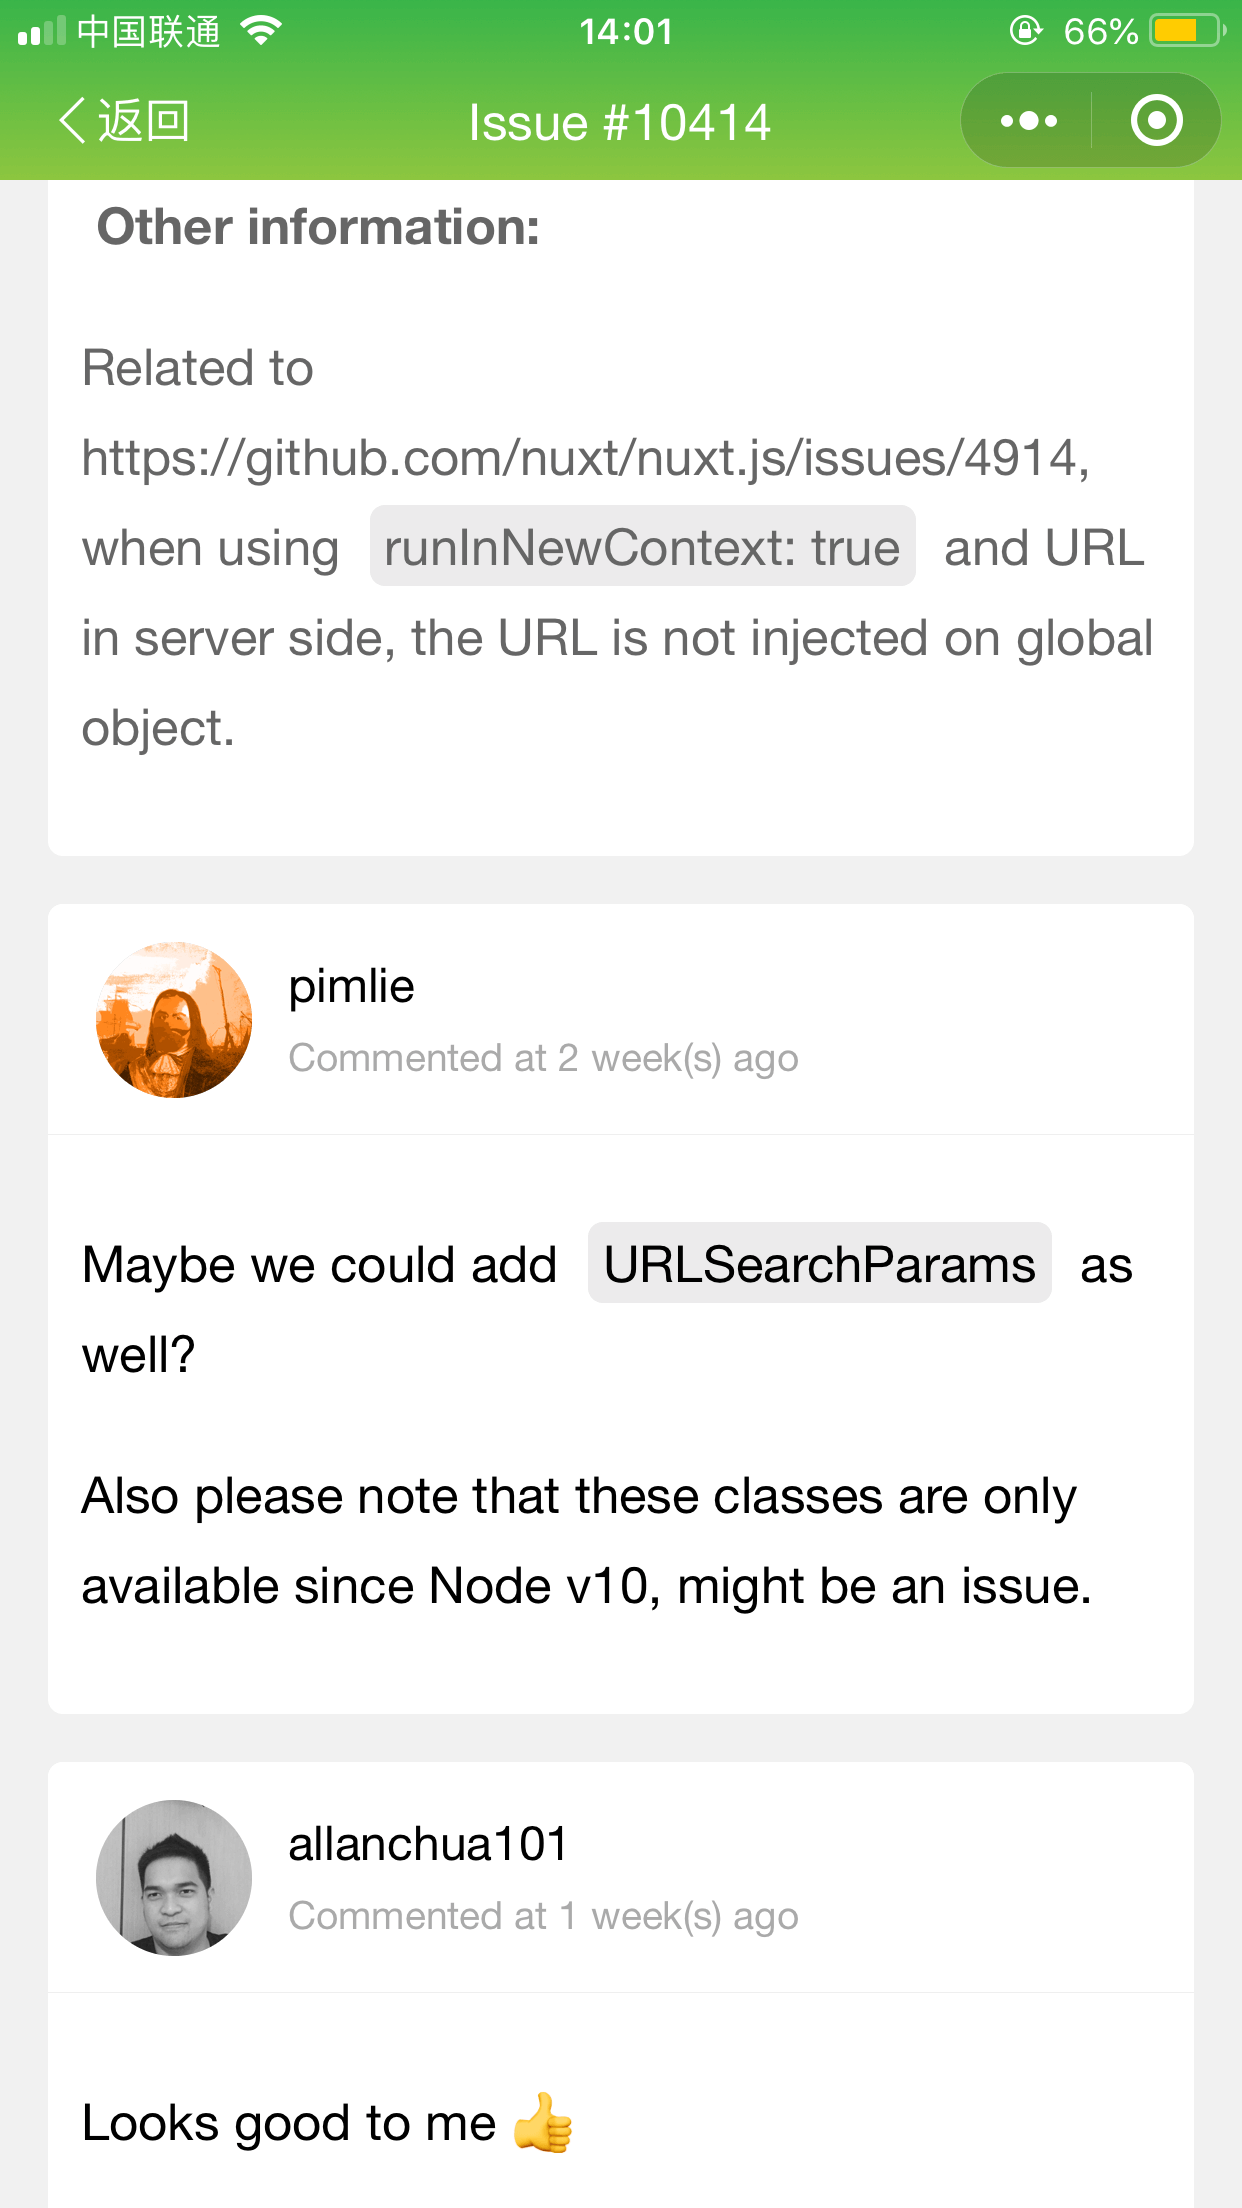 中国联通
14:01
66%
返回
Issue #10414
Other information:
Related to
https://github.com/nuxt/nuxt.js/issues/4914,
when using runInNewContext: true and URL
in server side, the URL is not injected on global
object.
pimlie
Commented at 2 week(s) ago
Maybe we could add URLSearchParams as
well?
Also please note that these classes are only
available since Node v10, might be an issue.
allanchua101
Commented at 1 week(s) ago
Looks good to me 👍